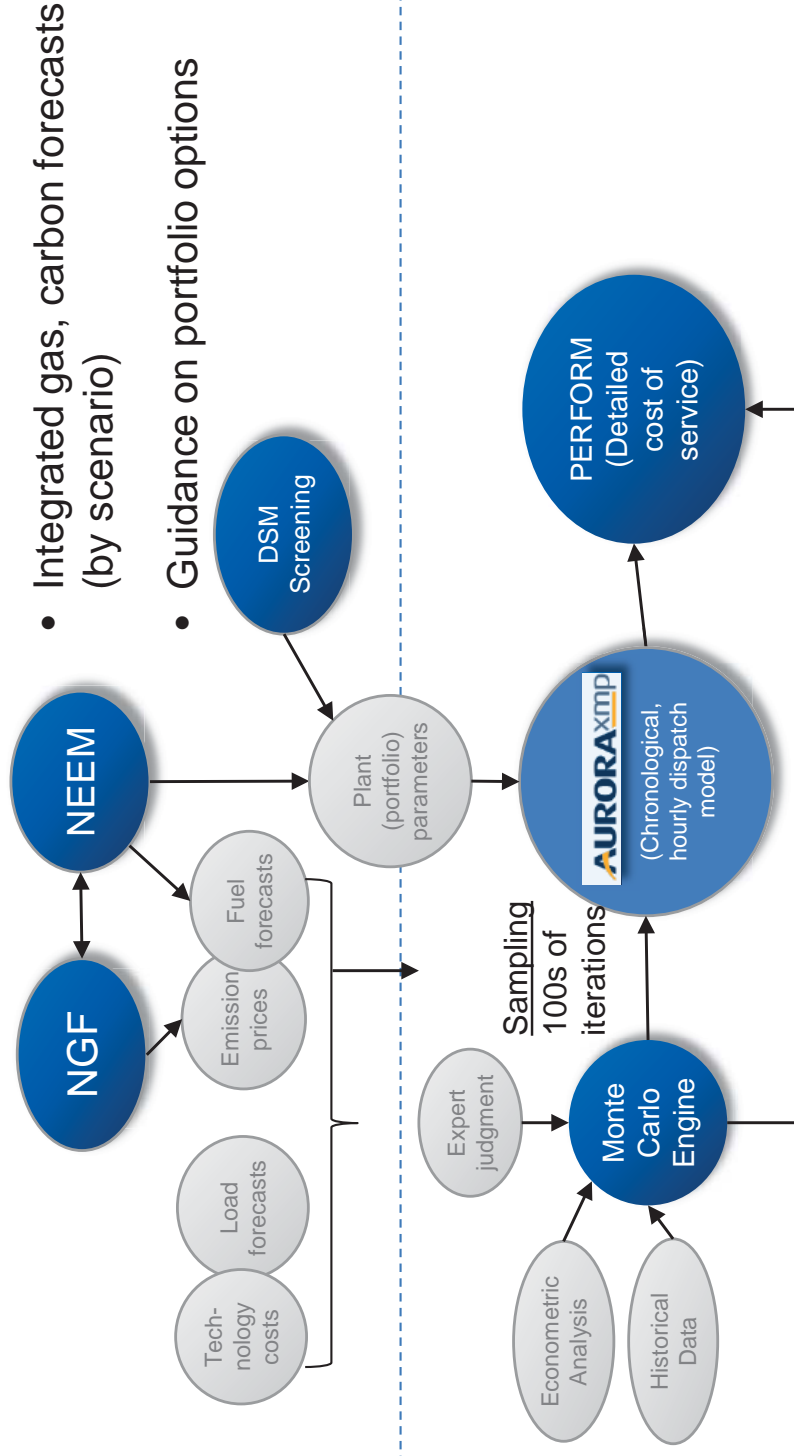 NGF
NEEM
• Integrated gas, carbon forecasts
(by scenario)
• Guidance on portfolio options
Tech-
nology
costs
Load
forecasts
Emission
prices
Fuel
forecasts
DSM
Screening
Plant
(portfolio)
parameters
Expert
judgment
Econometric
Analysis
Historical
Data
Monte
Carlo
Engine
Sampling
100s of
iterations
AURORAxmp
(Chronological,
hourly dispatch
model)
PERFORM
(Detailed
cost of
service)